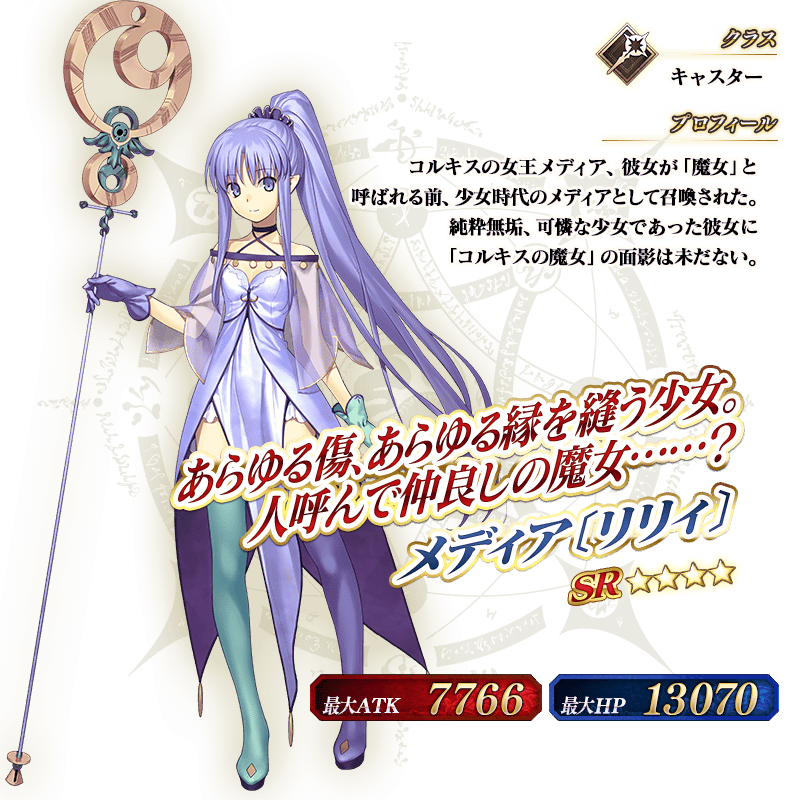 クラス
キャスター
プロフィール
コルキスの女王メディア、彼女が「魔女」と
呼ばれる前、少女時代のメディアとして召喚された。
純粋無垢、可憐な少女であった彼女に
「コルキスの魔女」の面影は未だない。
あらゆる傷、あらゆる縁を縫う少女。
人呼んで仲良しの魔女……？
メディア〔リリィ〕
SR☆☆☆☆
最大ATK 7766
最大HP 13070